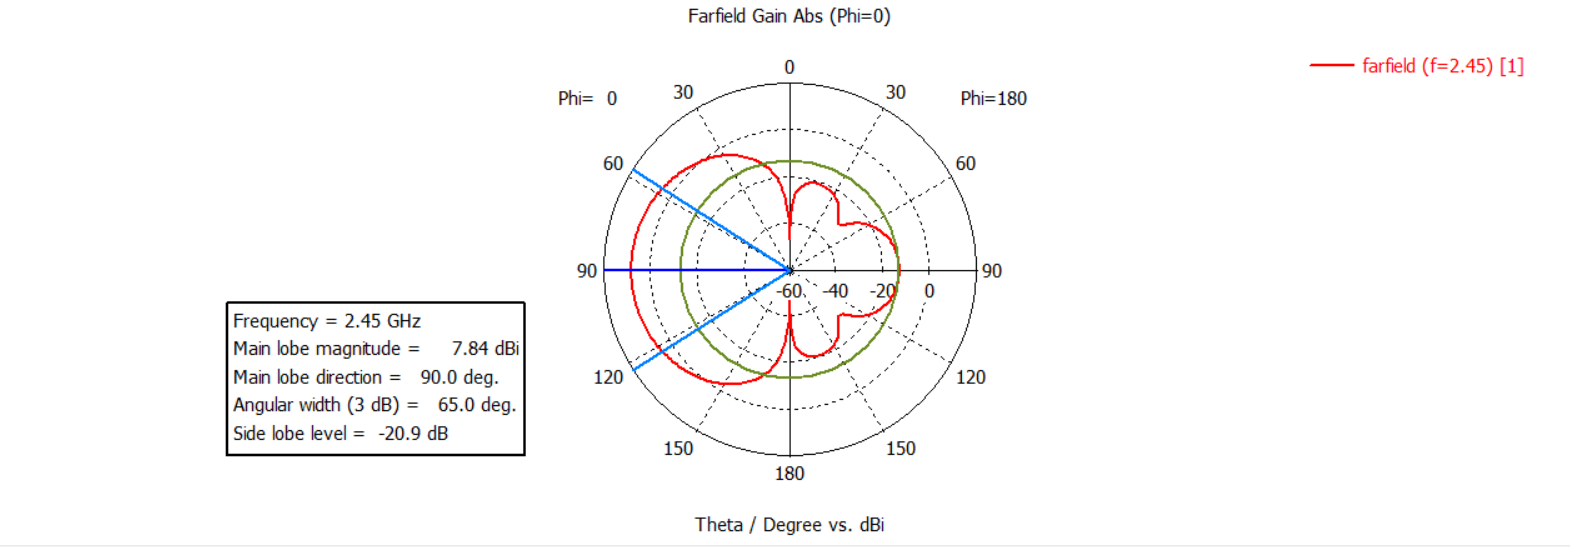 Farfield Gain Abs (Phi=0)
farfield (f=2.45) [1]
0
Phi= 0
30
30
Phi=180
60
60
90
90
-60
-40
-20
0
120
120
150
150
180
Frequency = 2.45 GHz
Main lobe magnitude = 7.84 dBi
Main lobe direction = 90.0 deg.
Angular width (3 dB) = 65.0 deg.
Side lobe level = -20.9 dB
Theta / Degree vs. dBi